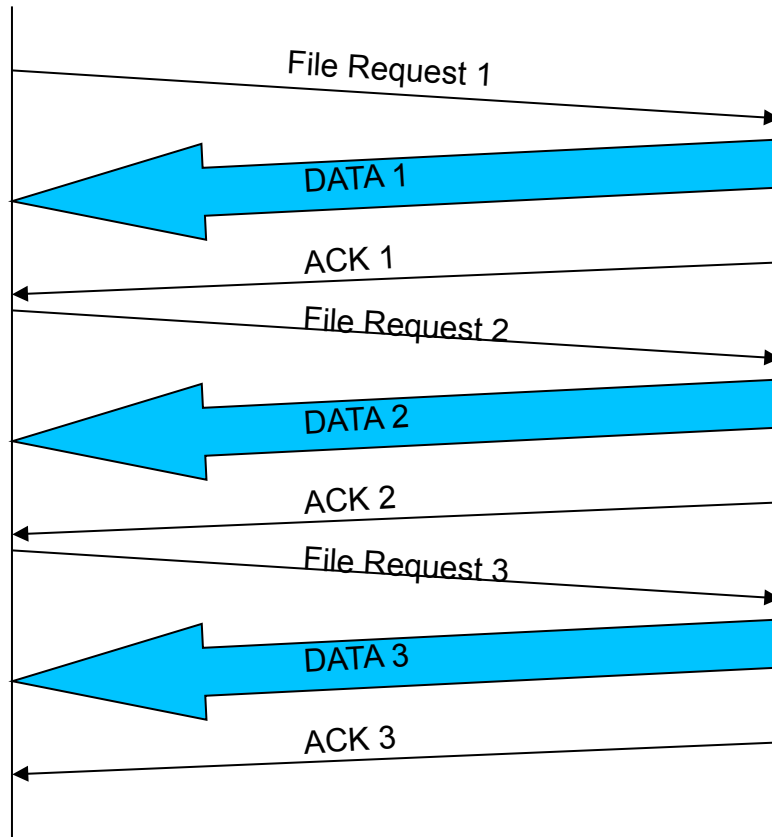 File Request 1
DATA 1
ACK 1
File Request 2
DATA 2
ACK 2
File Request 3
DATA 3
ACK 3